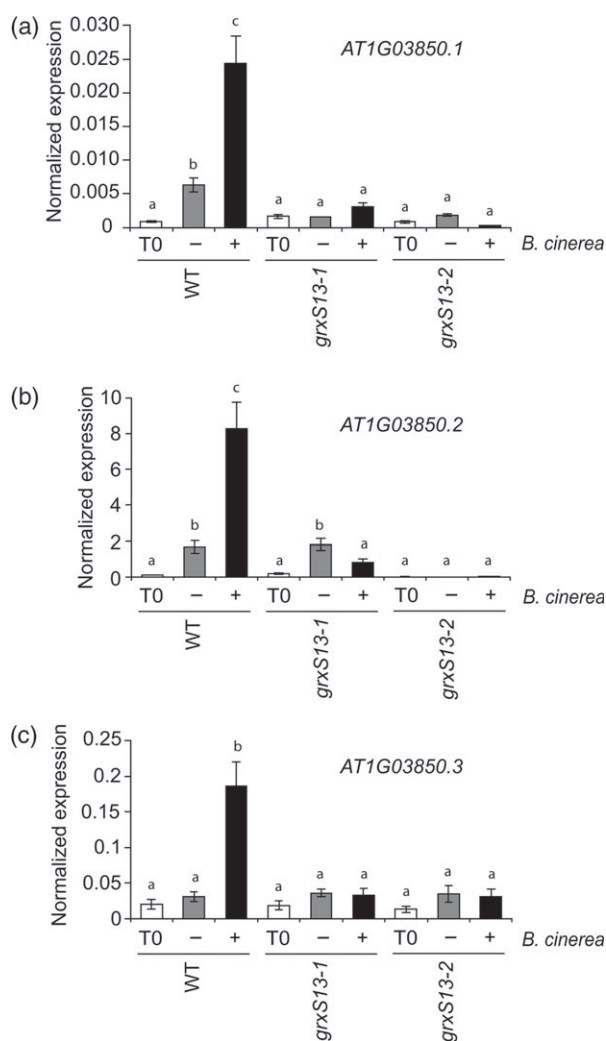 (a)
Normalized expression
AT1G03850.1
0.030
0.025
0.020
0.015
0.010
0.005
0
a b c a a a a a a
T0 – + T0 – + T0 – + B. cinerea
WT grxS13-1 grxS13-2
(b)
Normalized expression
AT1G03850.2
10
8
6
4
2
0
a b c a b a a a a
T0 – + T0 – + T0 – + B. cinerea
WT grxS13-1 grxS13-2
(c)
Normalized expression
AT1G03850.3
0.25
0.2
0.15
0.1
0.05
0
a a b a a a a a a
T0 – + T0 – + T0 – + B. cinerea
WT grxS13-1 grxS13-2